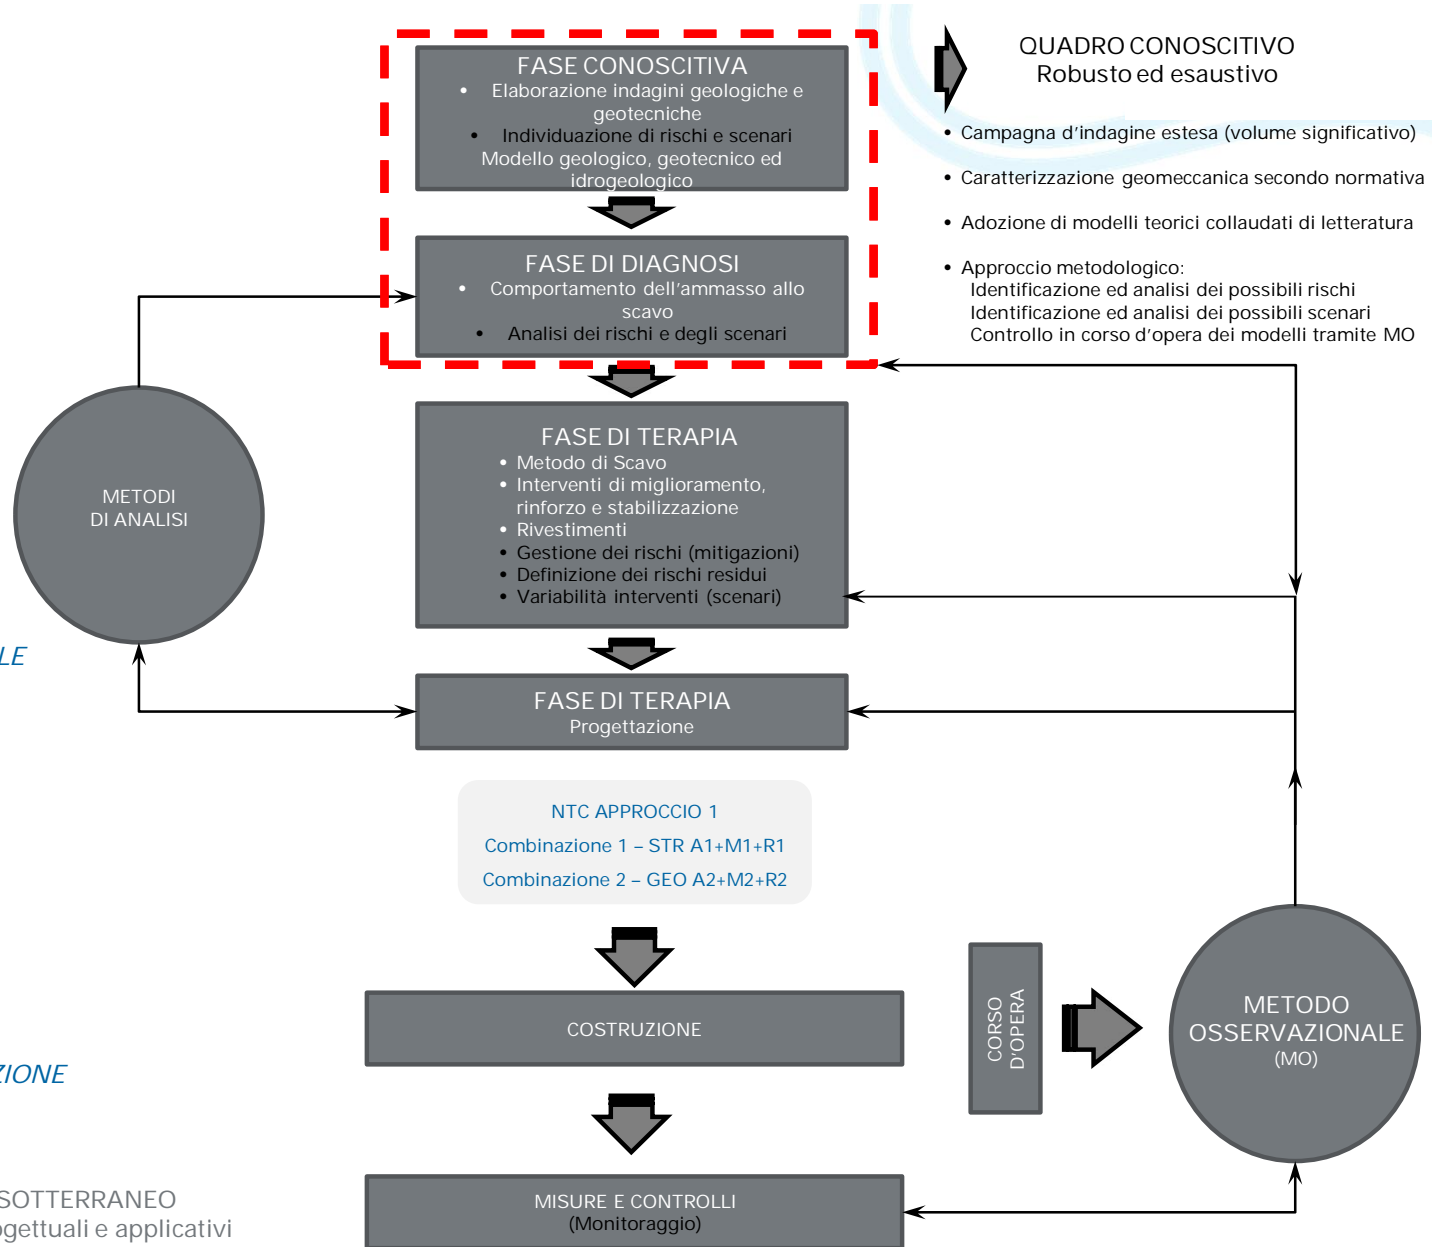 FASE CONOSCITIVA
• Elaborazione indagini geologiche e
geotecniche
• Individuazione di rischi e scenari
Modello geologico, geotecnico ed
idrogeologico
QUADRO CONOSCITIVO
Robusto ed esaustivo
• Campagna d'indagine estesa (volume significativo)
• Caratterizzazione geomeccanica secondo normativa
• Adozione di modelli teorici collaudati di letteratura
• Approccio metodologico:
Identificazione ed analisi dei possibili rischi
Identificazione ed analisi dei possibili scenari
Controllo in corso d'opera dei modelli tramite MO
FASE DI DIAGNOSI
• Comportamento dell'ammasso allo
scavo
• Analisi dei rischi e degli scenari
METODI
DI ANALISI
FASE DI TERAPIA
• Metodo di Scavo
• Interventi di miglioramento,
rinforzo e stabilizzazione
• Rivestimenti
• Gestione dei rischi (mitigazioni)
• Definizione dei rischi residui
• Variabilità interventi (scenari)
LE
FASE DI TERAPIA
Progettazione
NTC APPROCCIO 1
Combinazione 1 – STR A1+M1+R1
Combinazione 2 – GEO A2+M2+R2
COSTRUZIONE
CORSO
D'OPERA
METODO
OSSERVAZIONALE
(MO)
ZIONE
MISURE E CONTROLLI
(Monitoraggio)
SOTTERRANEO
ogettuali e applicativi